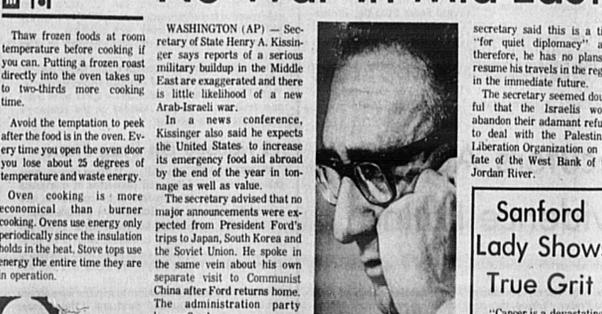 Thaw frozen foods at room
temperature before cooking if
you can. Putting a frozen roast
directly into the oven takes up
to two-thirds more cooking
time.
Avoid the temptation to peek
after the food is in the oven. Ev-
ery time you open the oven door
you lose about 25 degrees of
temperature and waste energy.
Oven cooking is more
economical than burner
cooking. Ovens use energy only
periodically since the insulation
holds in the heat. Stove tops use
energy the entire time they are
in operation.
WASHINGTON (AP) — Sec-
retary of State Henry A. Kissin-
ger says reports of a serious
military buildup in the Middle
East are exaggerated and there
is little likelihood of a new
Arab-Israeli war.
In a news conference,
Kissinger also said he expects
the United States to increase
its emergency food aid abroad
by the end of the year in ton-
nage as well as value.
The secretary advised that no
major announcements were ex-
pected from President Ford's
trips to Japan, South Korea and
the Soviet Union. He spoke in
the same vein about his own
separate visit to Communist
China after Ford returns home.
The administration party
secretary said this is a
"for quiet diplomacy"
therefore, he has no plans
resume his travels in the
in the immediate future.
The secretary seemed
ful that the Israelis
abandon their adamant
to deal with the
Liberation Organization on
fate of the West Bank of
Jordan River.
Sanford
Lady Show
True Grit